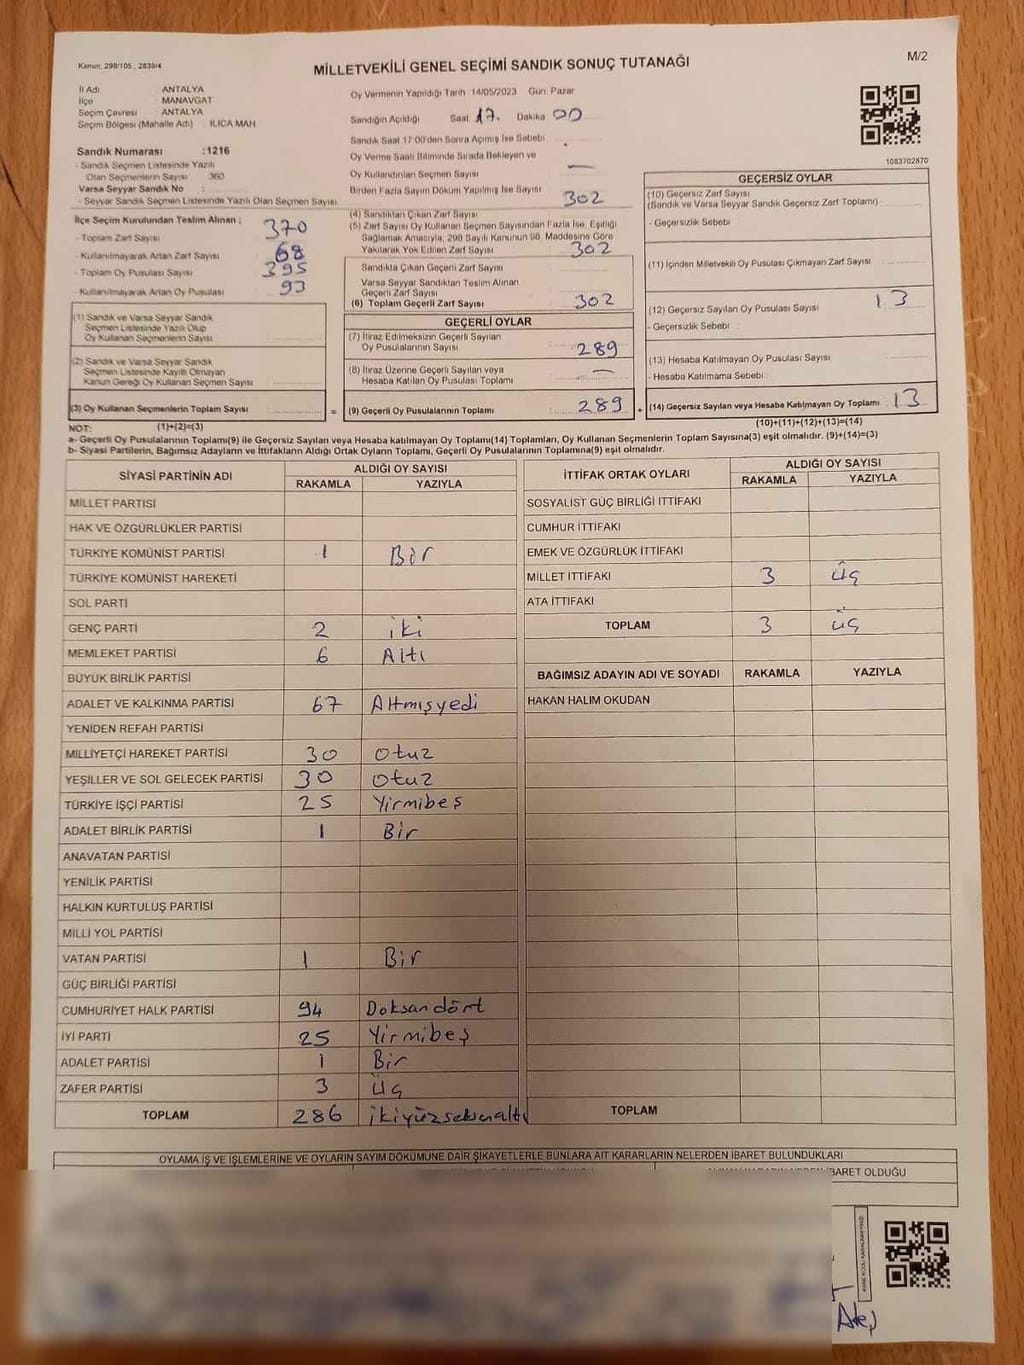 Kanun: 298/105 , 2839/4
MİLLETVEKİLİ GENEL SEÇİMİ SANDIK SONUÇ TUTANAĞI
M/2
İl Adı ANTALYA
İlçe MANAVGAT
Seçim Çevresi ANTALYA
Seçim Bölgesi (Mahalle Adı) : ILICA MAH
Sandık Numarası :1216
- Sandık Seçmen Listesinde Yazılı
Olan Seçmenlerin Sayısı 360
Varsa Seyyar Sandık No :
- Seyyar Sandık Seçmen Listesinde Yazılı Olan Seçmen Sayısı
Oy Vermenin Yapıldığı Tarih 14/05/2023 Gün: Pazar
Sandığın Açıldığı Saat 17. Dakika 00
Sandık Saat 17:00'den Sonra Açımış İse Sebebi
Oy Verme Saati Bitiminde Sırada Bekleyen ve
Oy Kullandırılan Seçmen Sayısı —
Birden Fazla Sayım Döküm Yapılmış İse Sayısı
1083702870
İlçe Seçim Kurulundan Teslim Alınan :
- Toplam Zarf Sayısı 370
- Kullanılmayarak Artan Zarf Sayısı 68
- Toplam Oy Pusulası Sayısı 395
- Kullanılmayarak Artan Oy Pusulası 93
(4) Sandıktan Çıkan Zarf Sayısı 302
(5) Zarf Sayısı Oy Kullanan Seçmen Sayısından Fazla İse, Eşitliği
Sağlamak Amacıyla, 298 Sayılı Kanunun 98. Maddesine Göre
Yakılarak Yok Edilen Zarf Sayısı
Sandıkla Çıkan Geçerli Zarf Sayısı 302
Varsa Seyyar Sandıktan Teslim Alınan
Geçerli Zarf Sayısı
(6) Toplam Geçerli Zarf Sayısı 302
GEÇERSİZ OYLAR
(10) Geçersiz Zarf Sayısı
(Sandık ve Varsa Seyyar Sandık Geçersiz Zarf Toplamı)
- Geçersizlik Sebebi :
(11) İçinden Milletvekili Oy Pusulası Çıkmayan Zarf Sayısı
(12) Geçersiz Sayılan Oy Pusulası Sayısı 13
- Geçersizlik Sebebi :
(13) Hesaba Katılmayan Oy Pusulası Sayısı
- Hesaba Katılmama Sebebi :
(14) Geçersiz Sayılan veya Hesaba Katılmayan Oy Toplamı 13
(10)+(11)+(12)+(13)=(14)
(1) Sandık ve Varsa Seyyar Sandık
Seçmen Listesinde Yazılı Olup
Oy Kullanan Seçmenlerin Sayısı
(2) Sandık ve Varsa Seyyar Sandık
Seçmen Listesinde Kayıtlı Olmayan
Kanun Gereği Oy Kullanan Seçmen Sayısı
(3) Oy Kullanan Seçmenlerin Toplam Sayısı =
GEÇERLİ OYLAR
(7) İtiraz Edilmeksizin Geçerli Sayılan
Oy Pusulalarının Sayısı 289
(8) İtiraz Üzerine Geçerli Sayılan veya
Hesaba Katılan Oy Pusulası Toplamı —
(9) Geçerli Oy Pusulalarının Toplamı 289 +
NOT: (1)+(2)=(3)
a- Geçerli Oy Pusulalarının Toplamı(9) ile Geçersiz Sayılan veya Hesaba katılmayan Oy Toplamı(14) Toplamları, Oy Kullanan Seçmenlerin Toplam Sayısına(3) eşit olmalıdır. (9)+(14)=(3)
b- Siyasi Partilerin, Bağımsız Adayların ve İttifakların Aldığı Ortak Oyların Toplamı, Geçerli Oy Pusulalarının Toplamına(9) eşit olmalıdır.
SİYASİ PARTİNİN ADI ALDIĞI OY SAYISI
RAKAMLA YAZIYLA
MİLLET PARTİSİ
HAK VE ÖZGÜRLÜKLER PARTİSİ
TÜRKİYE KOMÜNİST PARTİSİ 1 Bir
TÜRKİYE KOMÜNİST HAREKETİ
SOL PARTİ
GENÇ PARTİ 2 iki
MEMLEKET PARTİSİ 6 Altı
BÜYÜK BİRLİK PARTİSİ
ADALET VE KALKINMA PARTİSİ 67 Altmışyedi
YENİDEN REFAH PARTİSİ
MİLLİYETÇİ HAREKET PARTİSİ 30 Otuz
YEŞİLLER VE SOL GELECEK PARTİSİ 30 Otuz
TÜRKİYE İŞÇİ PARTİSİ 25 Yirmibeş
ADALET BİRLİK PARTİSİ 1 Bir
ANAVATAN PARTİSİ
YENİLİK PARTİSİ
HALKIN KURTULUŞ PARTİSİ
MİLLİ YOL PARTİSİ
VATAN PARTİSİ 1 Bir
GÜÇ BİRLİĞİ PARTİSİ
CUMHURİYET HALK PARTİSİ 94 Doksandört
İYİ PARTİ 25 Yirmibeş
ADALET PARTİSİ 1 Bir
ZAFER PARTİSİ 3 Üç
TOPLAM 286 ikiyüzseksenaltı
İTTİFAK ORTAK OYLARI ALDIĞI OY SAYISI
RAKAMLA YAZIYLA
SOSYALİST GÜÇ BİRLİĞİ İTTİFAKI
CUMHUR İTTİFAKI
EMEK VE ÖZGÜRLÜK İTTİFAKI
MİLLET İTTİFAKI 3 üç
ATA İTTİFAKI
TOPLAM 3 üç
BAĞIMSIZ ADAYIN ADI VE SOYADI RAKAMLA YAZIYLA
HAKAN HALIM OKUDAN
TOPLAM
OYLAMA İŞ VE İŞLEMLERİNE VE OYLARIN SAYIM DÖKÜMÜNE DAİR ŞİKAYETLERLE BUNLARA AİT KARARLARIN NELERDEN İBARET BULUNDUKLARI
İBARET OLDUĞU